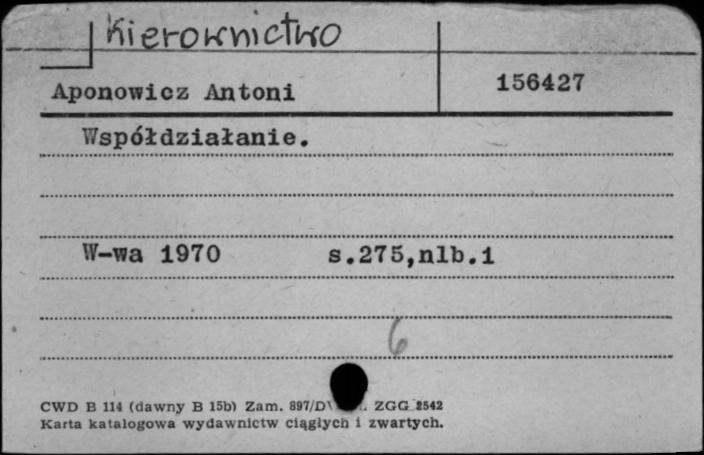 Kierownictwo
Aponowicz Antoni
156427
Współdziałanie.
W-wa 1970 s.275,nlb.1
6
CWD B 114 (dawny B 15b) Zam. ZGG 2542
Karta katalogowa wydawnictw ciągłych i zwartych.